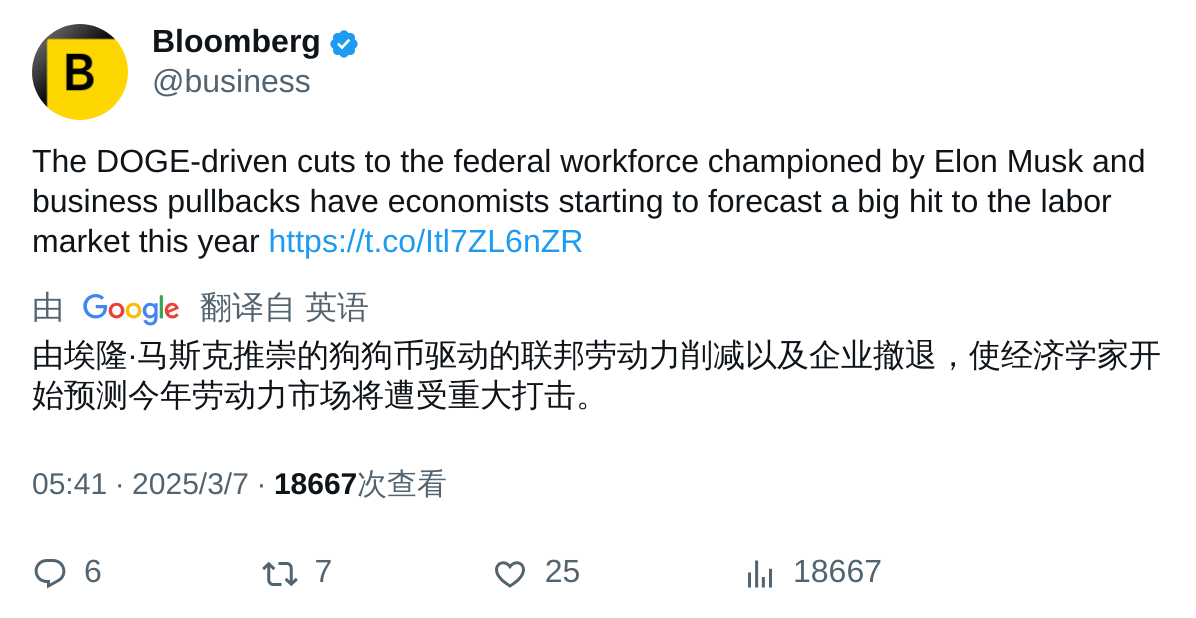 Bloomberg
@business
The DOGE-driven cuts to the federal workforce championed by Elon Musk and
business pullbacks have economists starting to forecast a big hit to the labor
market this year https://t.co/Itl7ZL6nZR
由 Google 翻译自 英语
由埃隆·马斯克推崇的狗狗币驱动的联邦劳动力削减以及企业撤退，使经济学家开
始预测今年劳动力市场将遭受重大打击。
05:41 · 2025/3/7 · 18667次查看
6 7 25 18667